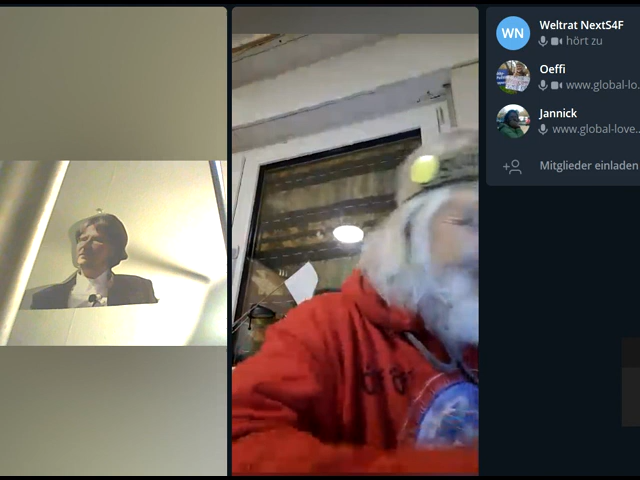 WN
Weltrat NextS4F
hört zu
Oeffi
www.global-lo.
Jannick
www.global-love..
Mitglieder einladen